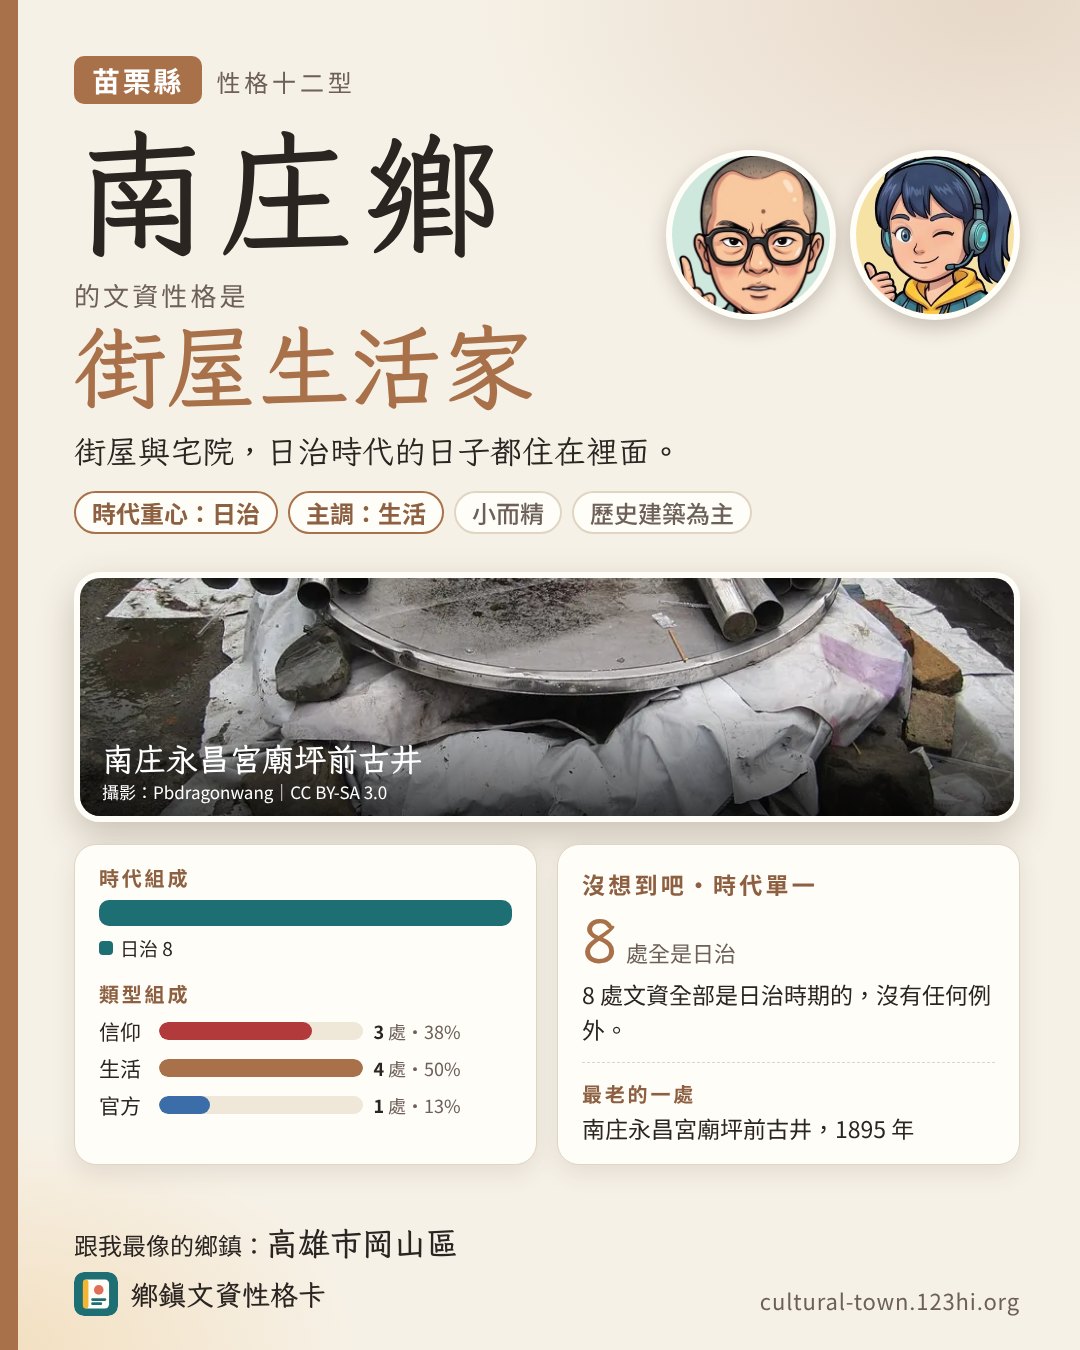 苗栗縣 性格十二型
南庄鄉
的文資性格是
街屋生活家
街屋與宅院，日治時代的日子都住在裡面。
時代重心：日治 主調：生活 小而精 歷史建築為主
南庄永昌宮廟坪前古井
攝影：Pbdragonwang｜CC BY-SA 3.0
時代組成
日治 8
類型組成
信仰 3 處・38%
生活 4 處・50%
官方 1 處・13%
沒想到吧・時代單一
8 處全是日治
8 處文資全部是日治時期的，沒有任何例
外。
最老的一處
南庄永昌宮廟坪前古井，1895 年
跟我最像的鄉鎮：高雄市岡山區
鄉鎮文資性格卡
cultural-town.123hi.org